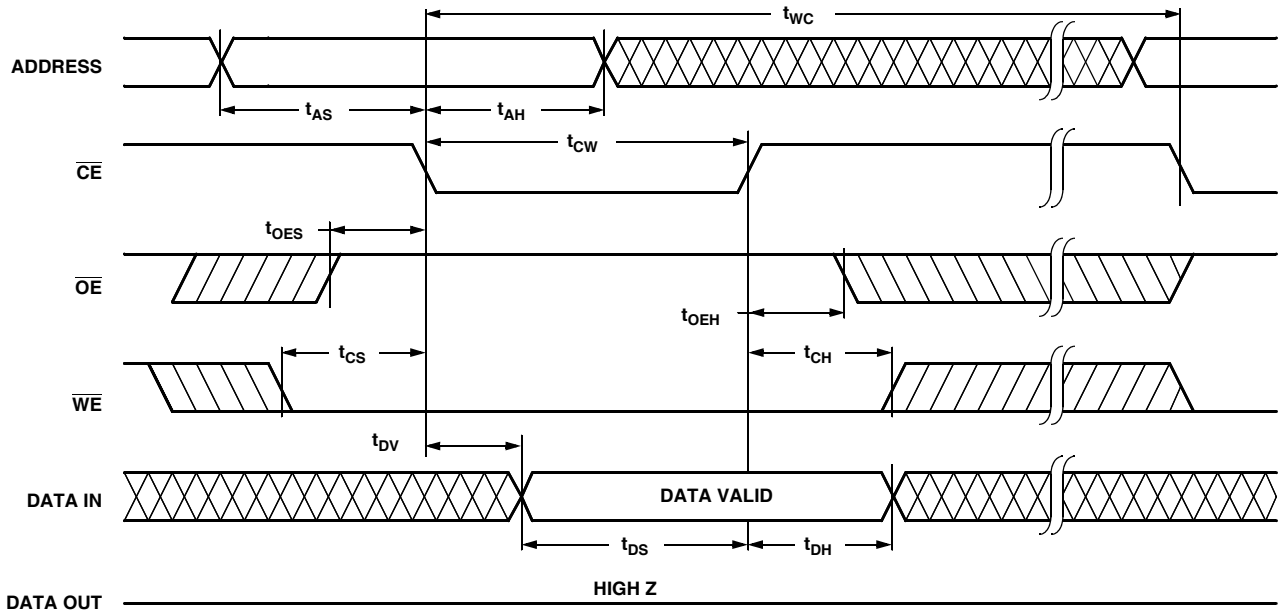 tWC
ADDRESS
tAS
tAH
CE
tCW
tOES
OE
tOEH
tCS
tCH
WE
tDV
DATA IN
DATA VALID
tDS
tDH
HIGH Z
DATA OUT